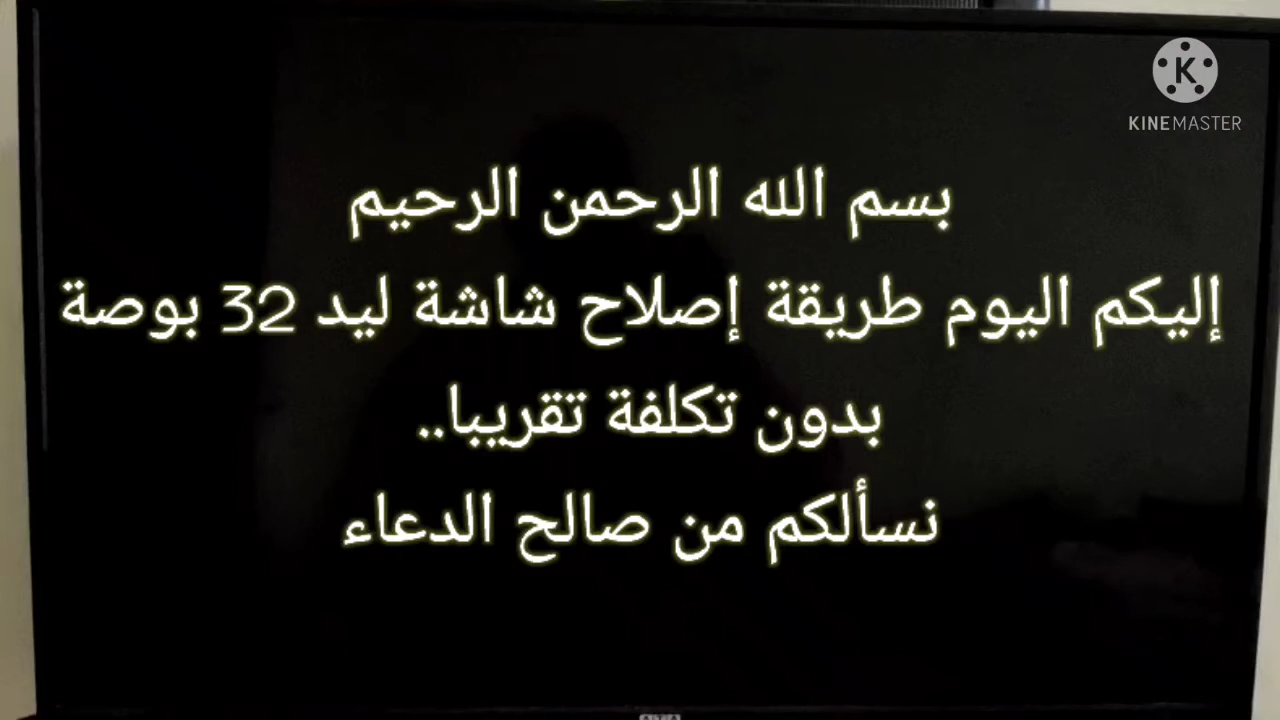 KINEMASTER
بسم الله الرحمن الرحيم
إليكم اليوم طريقة إصلاح شاشة ليد 32 بوصة
بدون تكلفة تقريبا..
نسألكم من صالح الدعاء